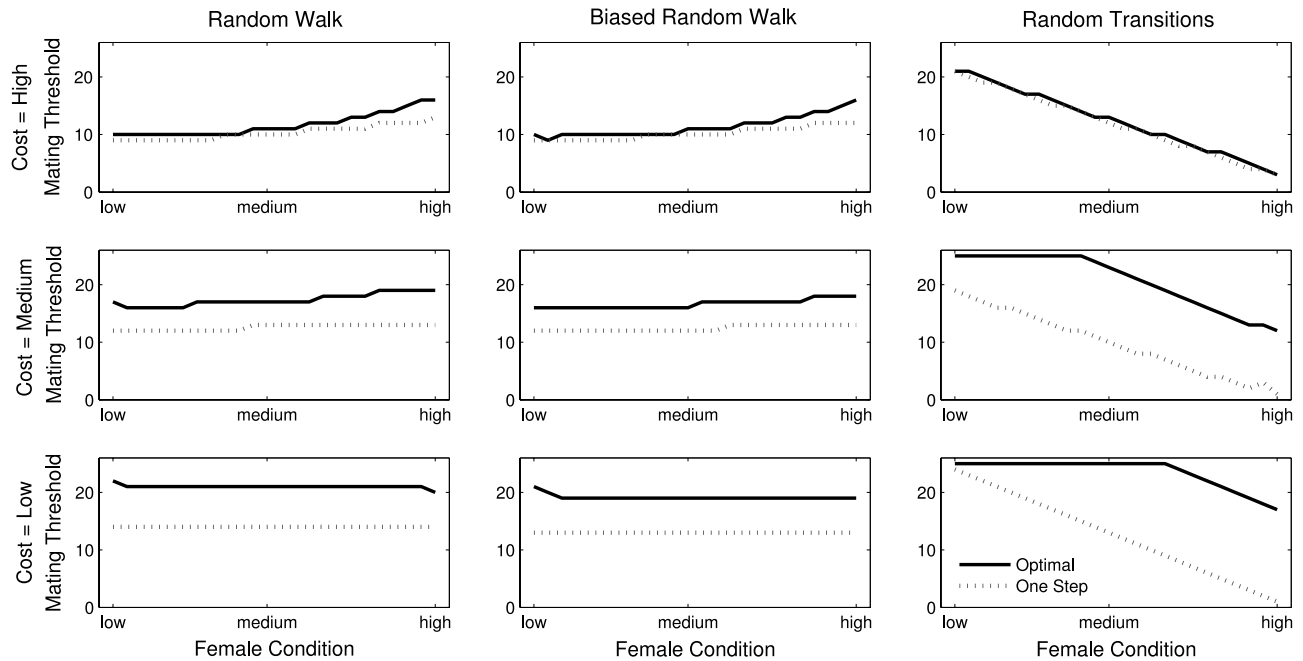 Random Walk
Biased Random Walk
Random Transitions
Cost = High
Mating Threshold
20
10
0
low
medium
high
20
10
0
low
medium
high
20
10
0
low
medium
high
Cost = Medium
Mating Threshold
20
10
0
low
medium
high
20
10
0
low
medium
high
20
10
0
low
medium
high
Cost = Low
Mating Threshold
20
10
0
low
medium
high
Female Condition
20
10
0
low
medium
high
Female Condition
20
10
0
Optimal
One Step
low
medium
high
Female Condition